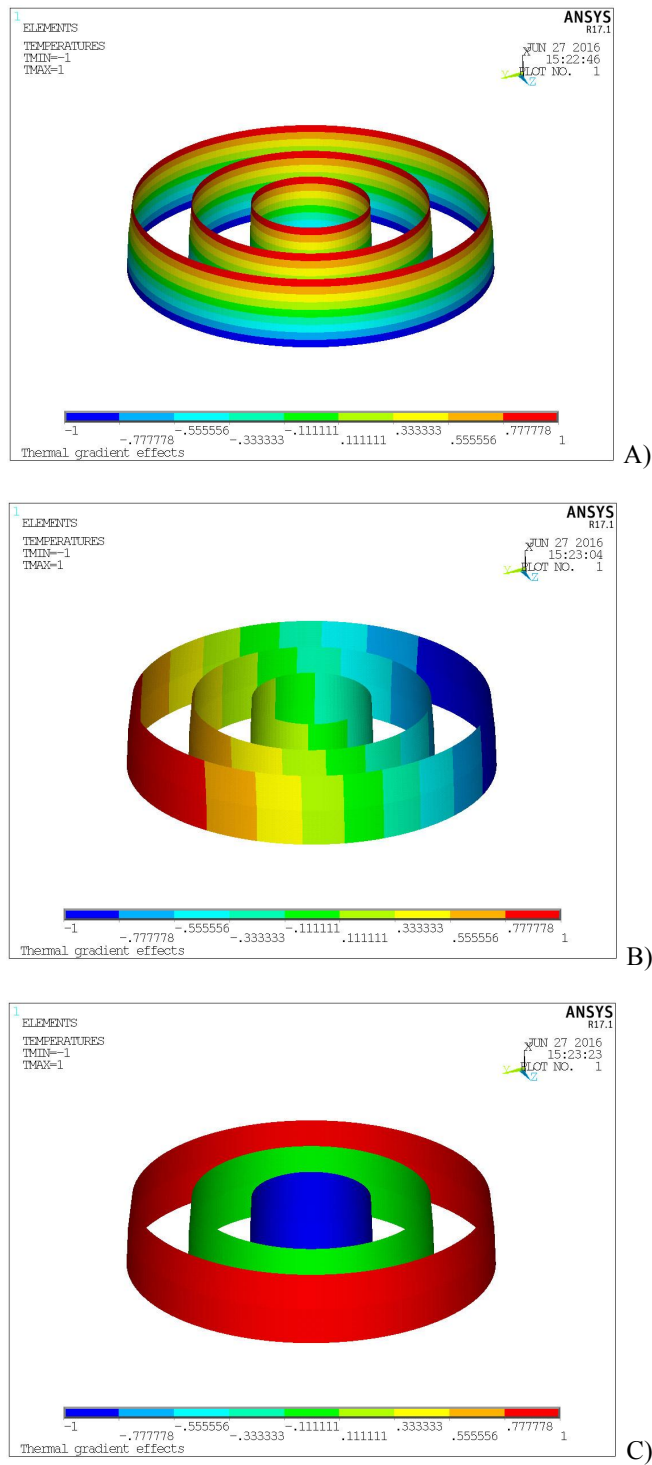 1
ELEMENTS
TEMPERATURES
TMIN=-1
TMAX=1
ANSYS
R17.1
JUN 27 2016
15:22:46
PLOT NO. 1
X
Y
Z
-1 -.777778 -.555556 -.333333 -.111111 .111111 .333333 .555556 .777778 1
Thermal gradient effects
A)
1
ELEMENTS
TEMPERATURES
TMIN=-1
TMAX=1
ANSYS
R17.1
JUN 27 2016
15:23:04
PLOT NO. 1
X
Y
Z
-1 -.777778 -.555556 -.333333 -.111111 .111111 .333333 .555556 .777778 1
Thermal gradient effects
B)
1
ELEMENTS
TEMPERATURES
TMIN=-1
TMAX=1
ANSYS
R17.1
JUN 27 2016
15:23:23
PLOT NO. 1
X
Y
Z
-1 -.777778 -.555556 -.333333 -.111111 .111111 .333333 .555556 .777778 1
Thermal gradient effects
C)